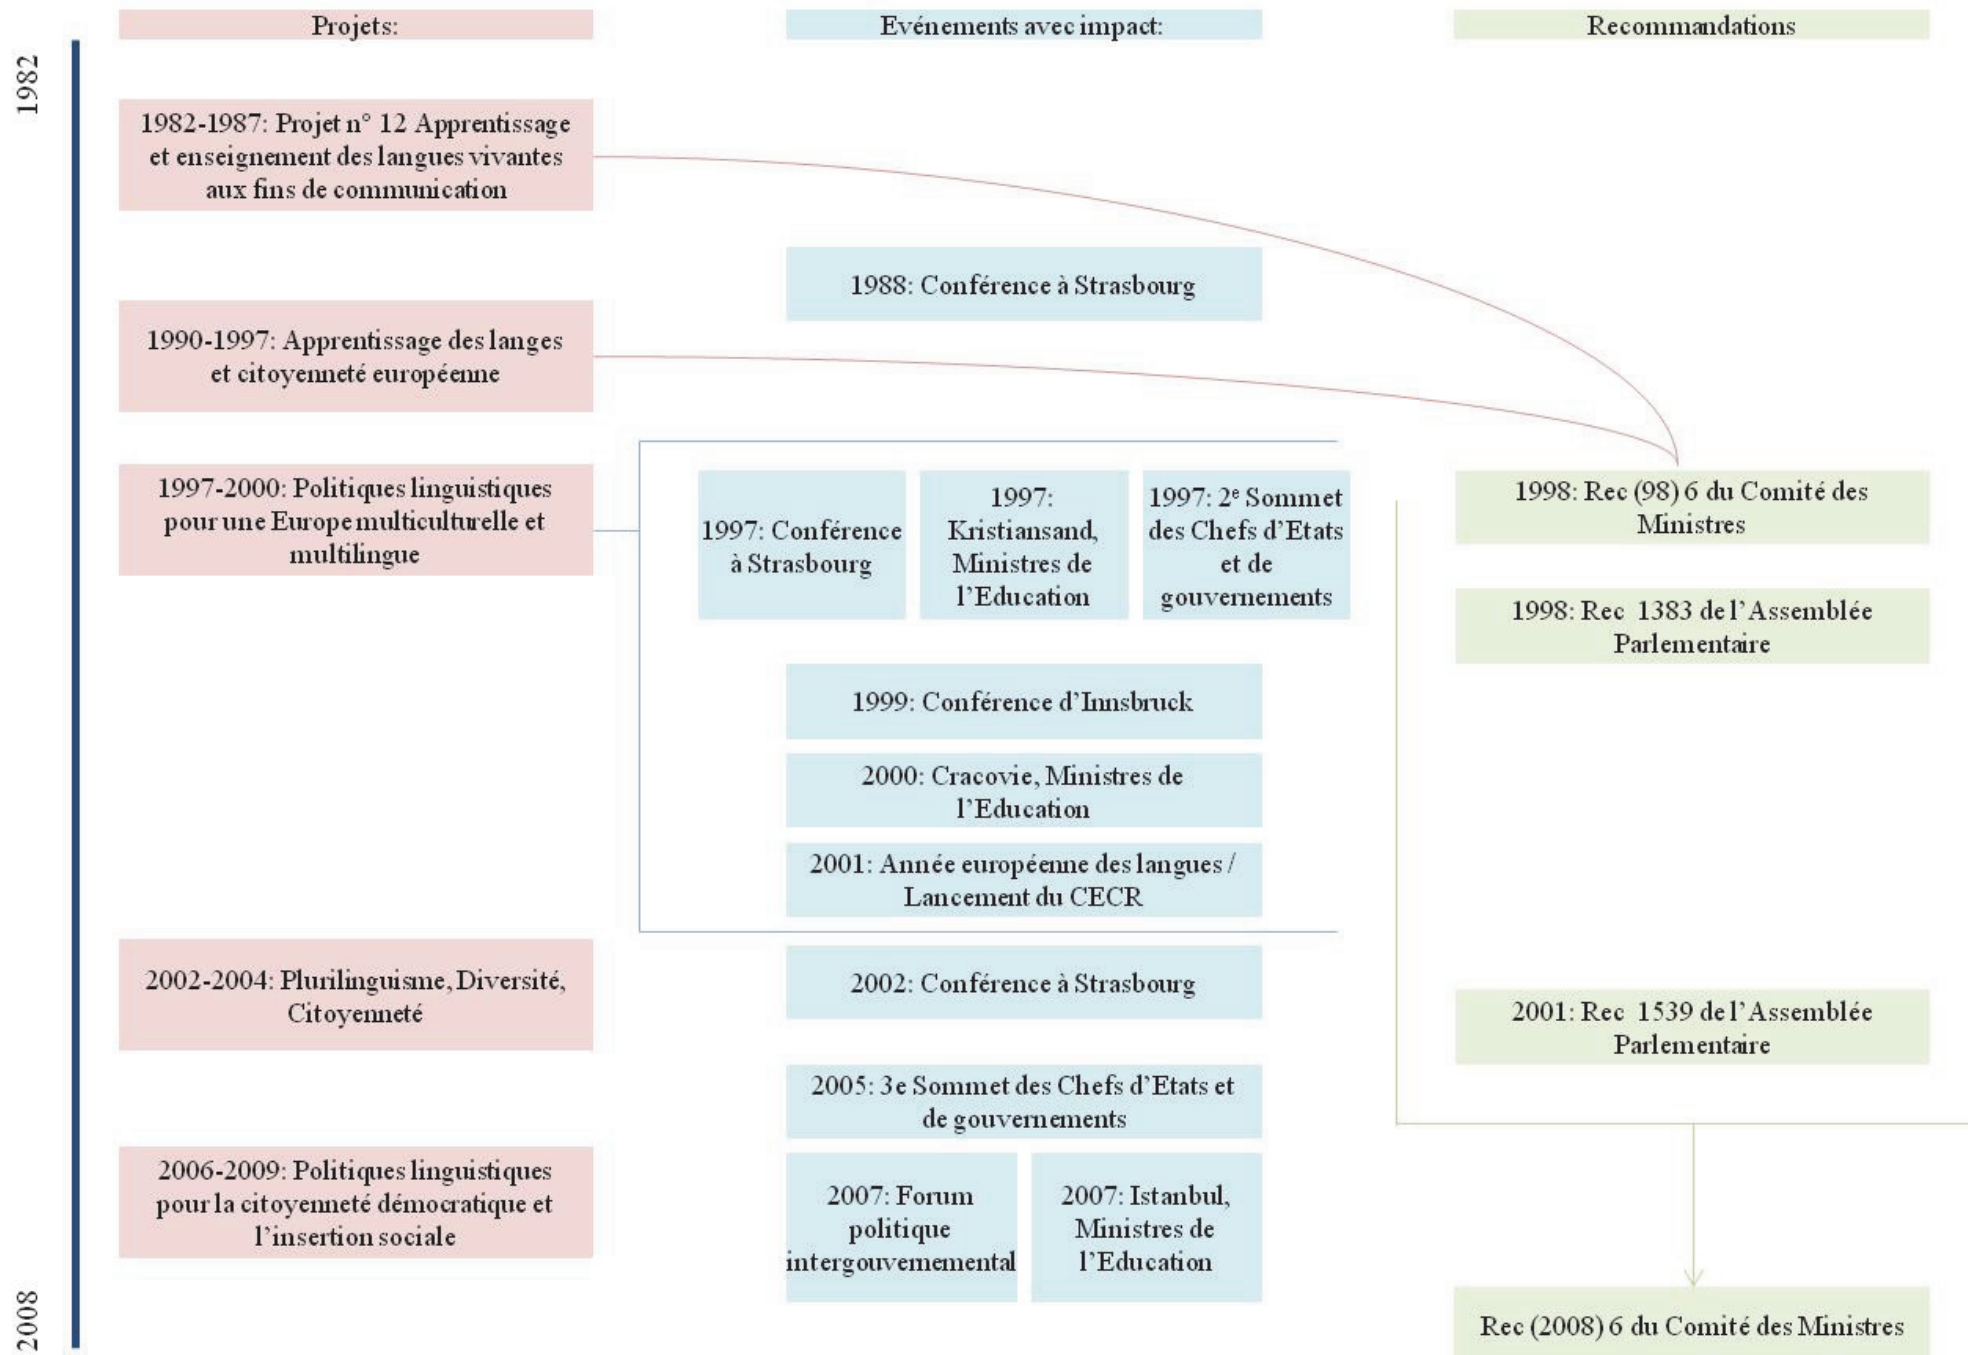 Projets:
Evénements avec impact:
Recommandations
1982
1982-1987: Projet n° 12 Apprentissage
et enseignement des langues vivantes
aux fins de communication
1988: Conférence à Strasbourg
1990-1997: Apprentissage des langes
et citoyenneté européenne
1997-2000: Politiques linguistiques
pour une Europe multiculturelle et
multilingue
1997: Conférence
à Strasbourg
1997:
Kristiansand,
Ministres de
l'Education
1997: 2e Sommet
des Chefs d'Etats
et de
gouvernements
1998: Rec (98) 6 du Comité des
Ministres
1998: Rec 1383 de l'Assemblée
Parlementaire
1999: Conférence d'Innsbruck
2000: Cracovie, Ministres de
l'Education
2001: Année européenne des langues /
Lancement du CECR
2002-2004: Plurilinguisme, Diversité,
Citoyenneté
2002: Conférence à Strasbourg
2001: Rec 1539 de l'Assemblée
Parlementaire
2005: 3e Sommet des Chefs d'Etats et
de gouvernements
2006-2009: Politiques linguistiques
pour la citoyenneté démocratique et
l'insertion sociale
2007: Forum
politique
intergouvernemental
2007: Istanbul,
Ministres de
l'Education
2008
Rec (2008) 6 du Comité des Ministres